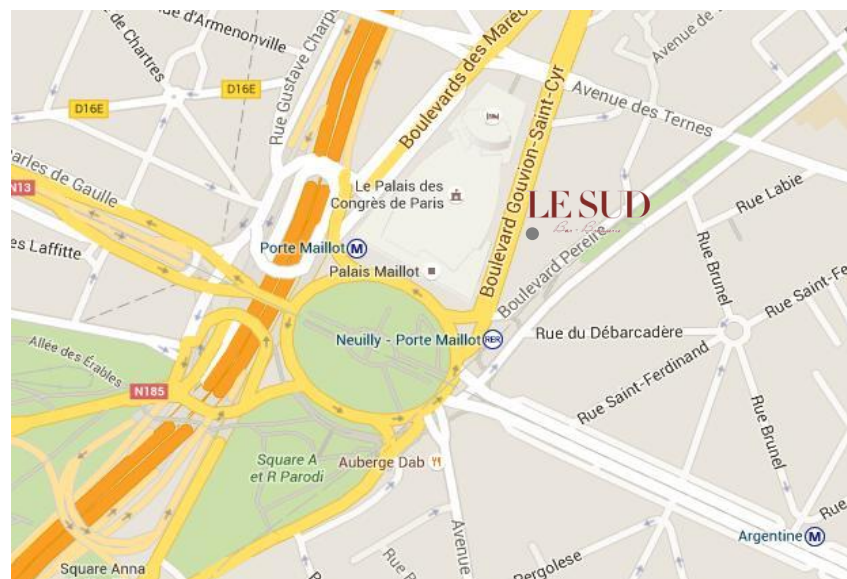 Rue d'Armenonville
de Chartres
Rue Gustave Charpe
Boulevards des Maréc
Avenue de
D16E
D16E
Avenue des Ternes
Charles de Gaulle
N13
Le Palais des
Congrès de Paris
Boulevard Gouvion-Saint-Cyr
LE SUD
Rue Labie
es Laffitte
Porte Maillot
M
Palais Maillot
Boulevard Pereire
Rue Brunel
Rue Saint-Fe
Neuilly - Porte Maillot
RER
Rue du Débarcadère
Allée des Érables
N185
Rue Saint-Ferdinand
Rue Brunel
Square A
et R Parodi
Auberge Dab
Avenue
Rue
Argentine
M
Rue P
Pergolese
Square Anna